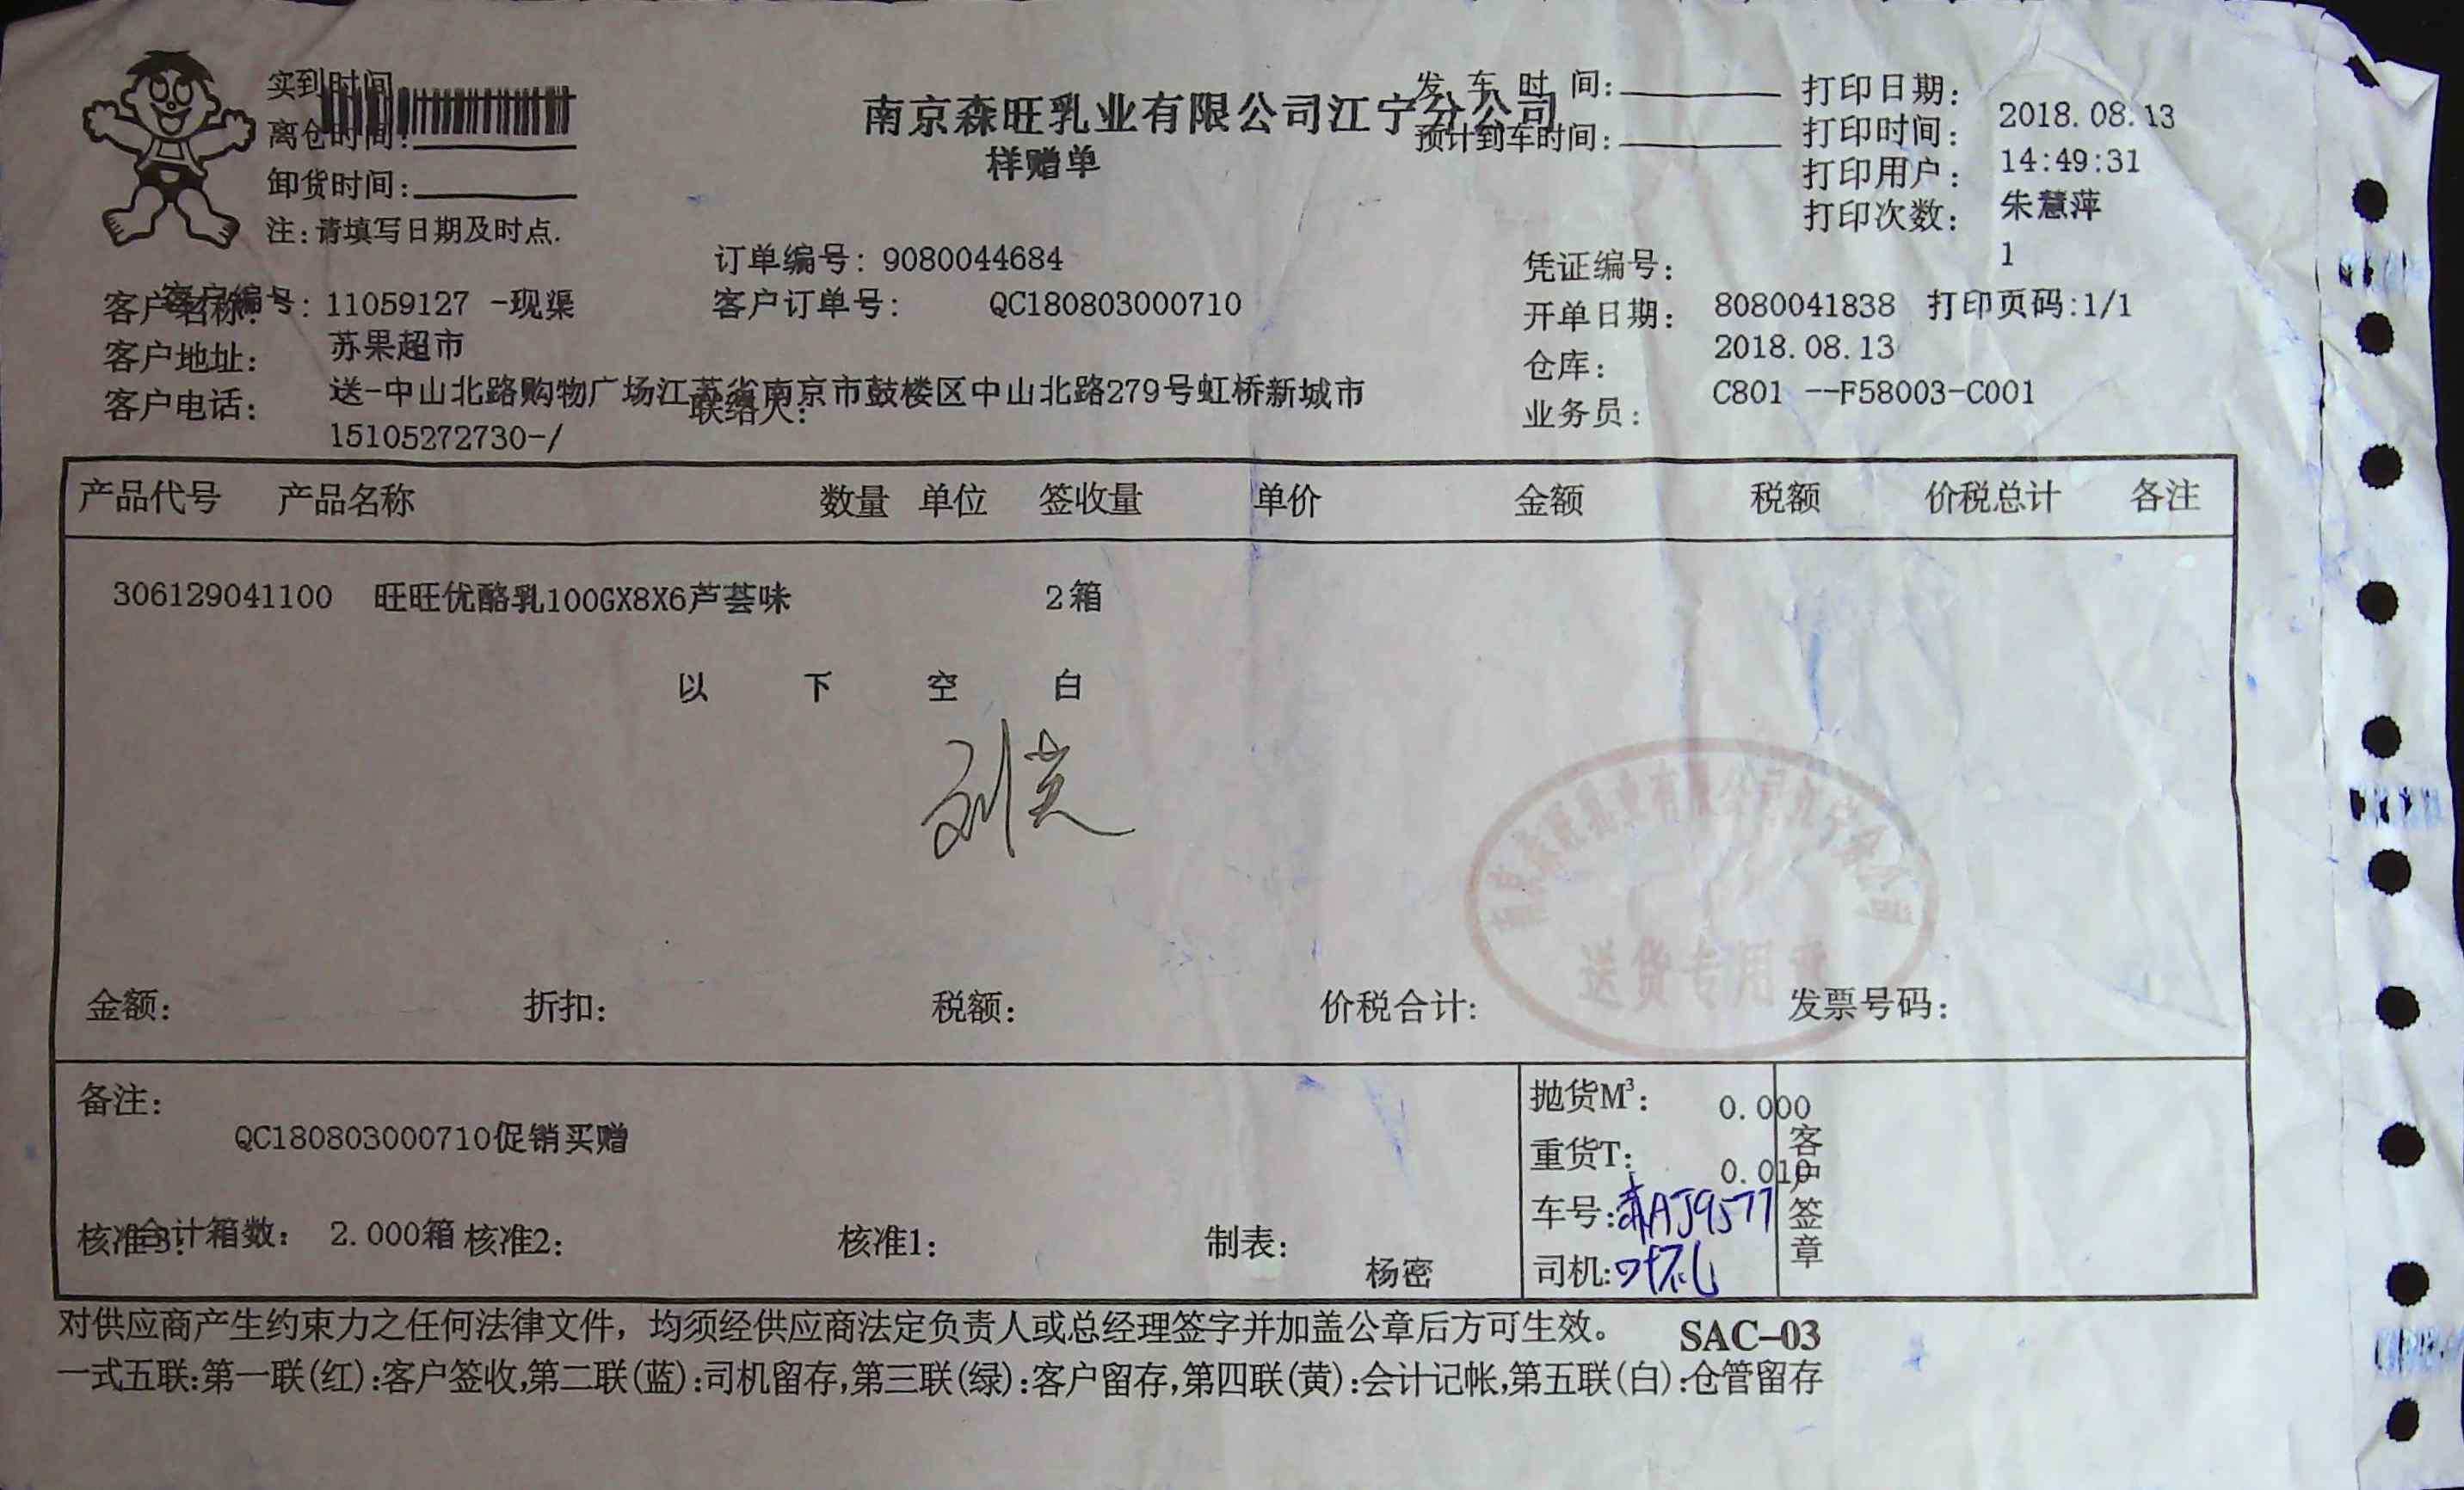 实到时间
离仓时间:
卸货时间:
注:请填写日期及时点.
南京森旺乳业有限公司江宁分公司
样赠单
发 车 时 间:
预计到车时间:
打印日期: 2018.08.13
打印时间: 14:49:31
打印用户: 朱慧萍
打印次数: 1
订单编号: 9080044684
客户编号: 11059127 -现渠
客户订单号: QC180803000710
客户名称: 苏果超市
客户地址: 送-中山北路购物广场江苏省南京市鼓楼区中山北路279号虹桥新城市
客户电话: 15105272730-/
联络人:
凭证编号: 8080041838 打印页码:1/1
开单日期: 2018.08.13
仓库: C801 --F58003-C001
业务员:
产品代号 产品名称 数量 单位 签收量 单价 金额 税额 价税总计 各注
306129041100 旺旺优酪乳100GX8X6芦荟味 2箱
以 下 空 白
送货专用章
金额: 折扣: 税额: 价税合计: 发票号码:
备注:
QC180803000710促销买赠
合计箱数: 2.000箱
核准3: 核准2: 核准1: 制表: 杨密
抛货M³: 0.000
重货T: 0.010
车号:AJ9577
司机:
客户签章
对供应商产生约束力之任何法律文件，均须经供应商法定负责人或总经理签字并加盖公章后方可生效。 SAC-03
一式五联:第一联(红):客户签收,第二联(蓝):司机留存,第三联(绿):客户留存,第四联(黄):会计记帐,第五联(白):仓管留存